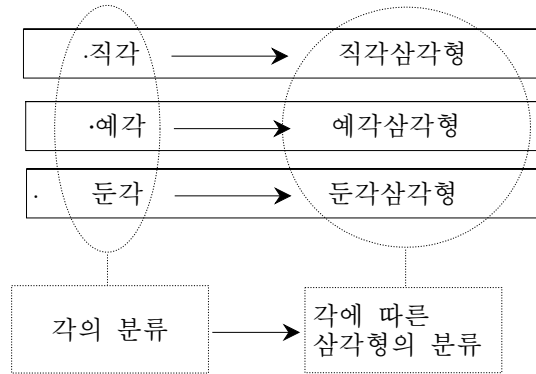 ·직각 직각삼각형
·예각 예각삼각형
· 둔각 둔각삼각형
각의 분류
각에 따른
삼각형의 분류